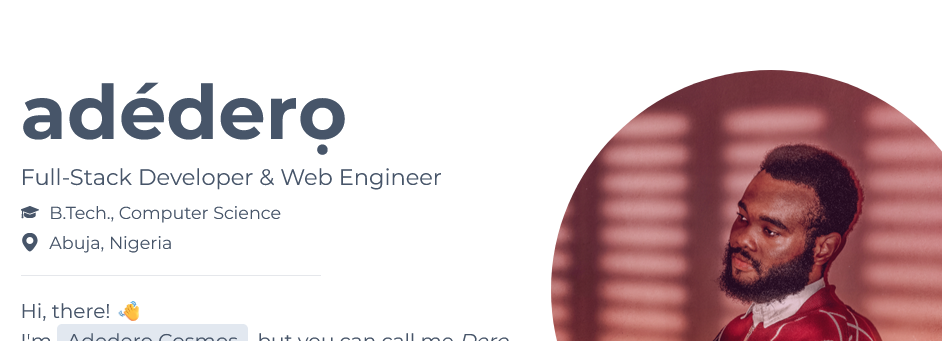 adédérọ
Full-Stack Developer & Web Engineer
B.Tech., Computer Science
Abuja, Nigeria
Hi, there! 👋
I'm Adedero Cosmos, but you can call me Dero